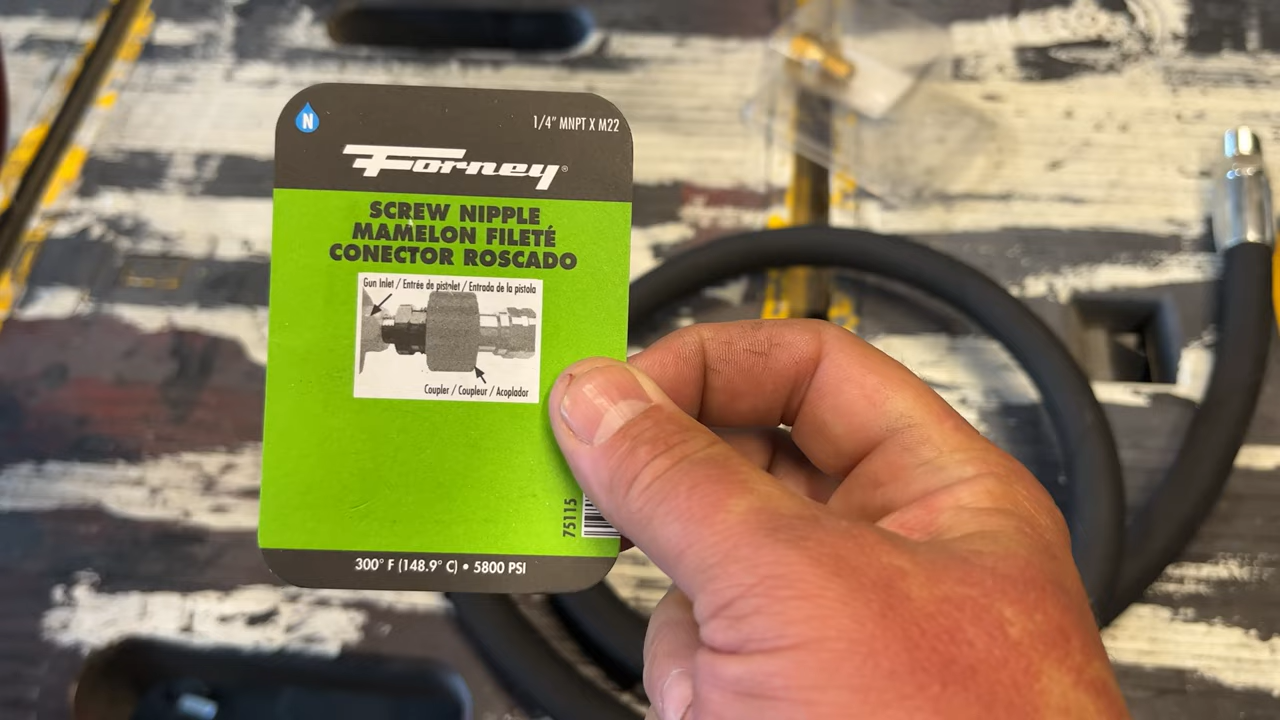 N
1/4" MNPT X M22
Forney®
SCREW NIPPLE
MAMELON FILETÉ
CONECTOR ROSCADO
Gun Inlet / Entrée de pistolet / Entrada de la pistola
Coupler / Coupleur / Acoplador
75115
300° F (148.9° C) • 5800 PSI